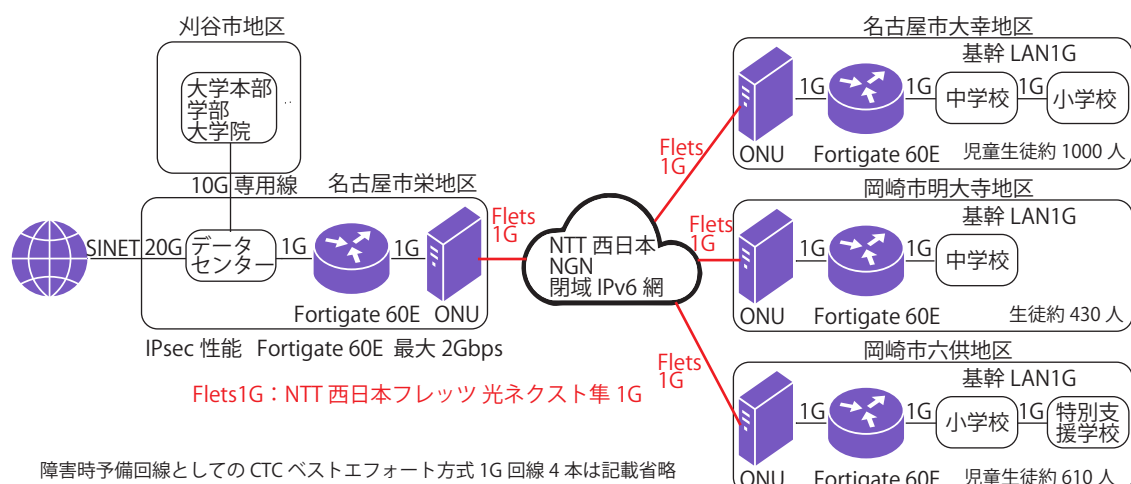 刈谷市地区
大学本部
学部
大学院
10G 専用線
名古屋市栄地区
SINET 20G
データ
センター
1G
1G
Fortigate 60E
ONU
IPsec 性能 Fortigate 60E 最大 2Gbps
Flets
1G
NTT 西日本
NGN
閉域 IPv6 網
Flets1G：NTT 西日本フレッツ 光ネクスト隼 1G
障害時予備回線としての CTC ベストエフォート方式 1G 回線 4 本は記載省略
名古屋市大幸地区
基幹 LAN1G
Flets
1G
1G
1G
中学校
1G
小学校
ONU
Fortigate 60E
児童生徒約 1000 人
岡崎市明大寺地区
基幹 LAN1G
Flets
1G
1G
1G
中学校
ONU
Fortigate 60E
生徒約 430 人
岡崎市六供地区
基幹 LAN1G
Flets
1G
1G
1G
小学校
1G
特別支
援学校
ONU
Fortigate 60E
児童生徒約 610 人